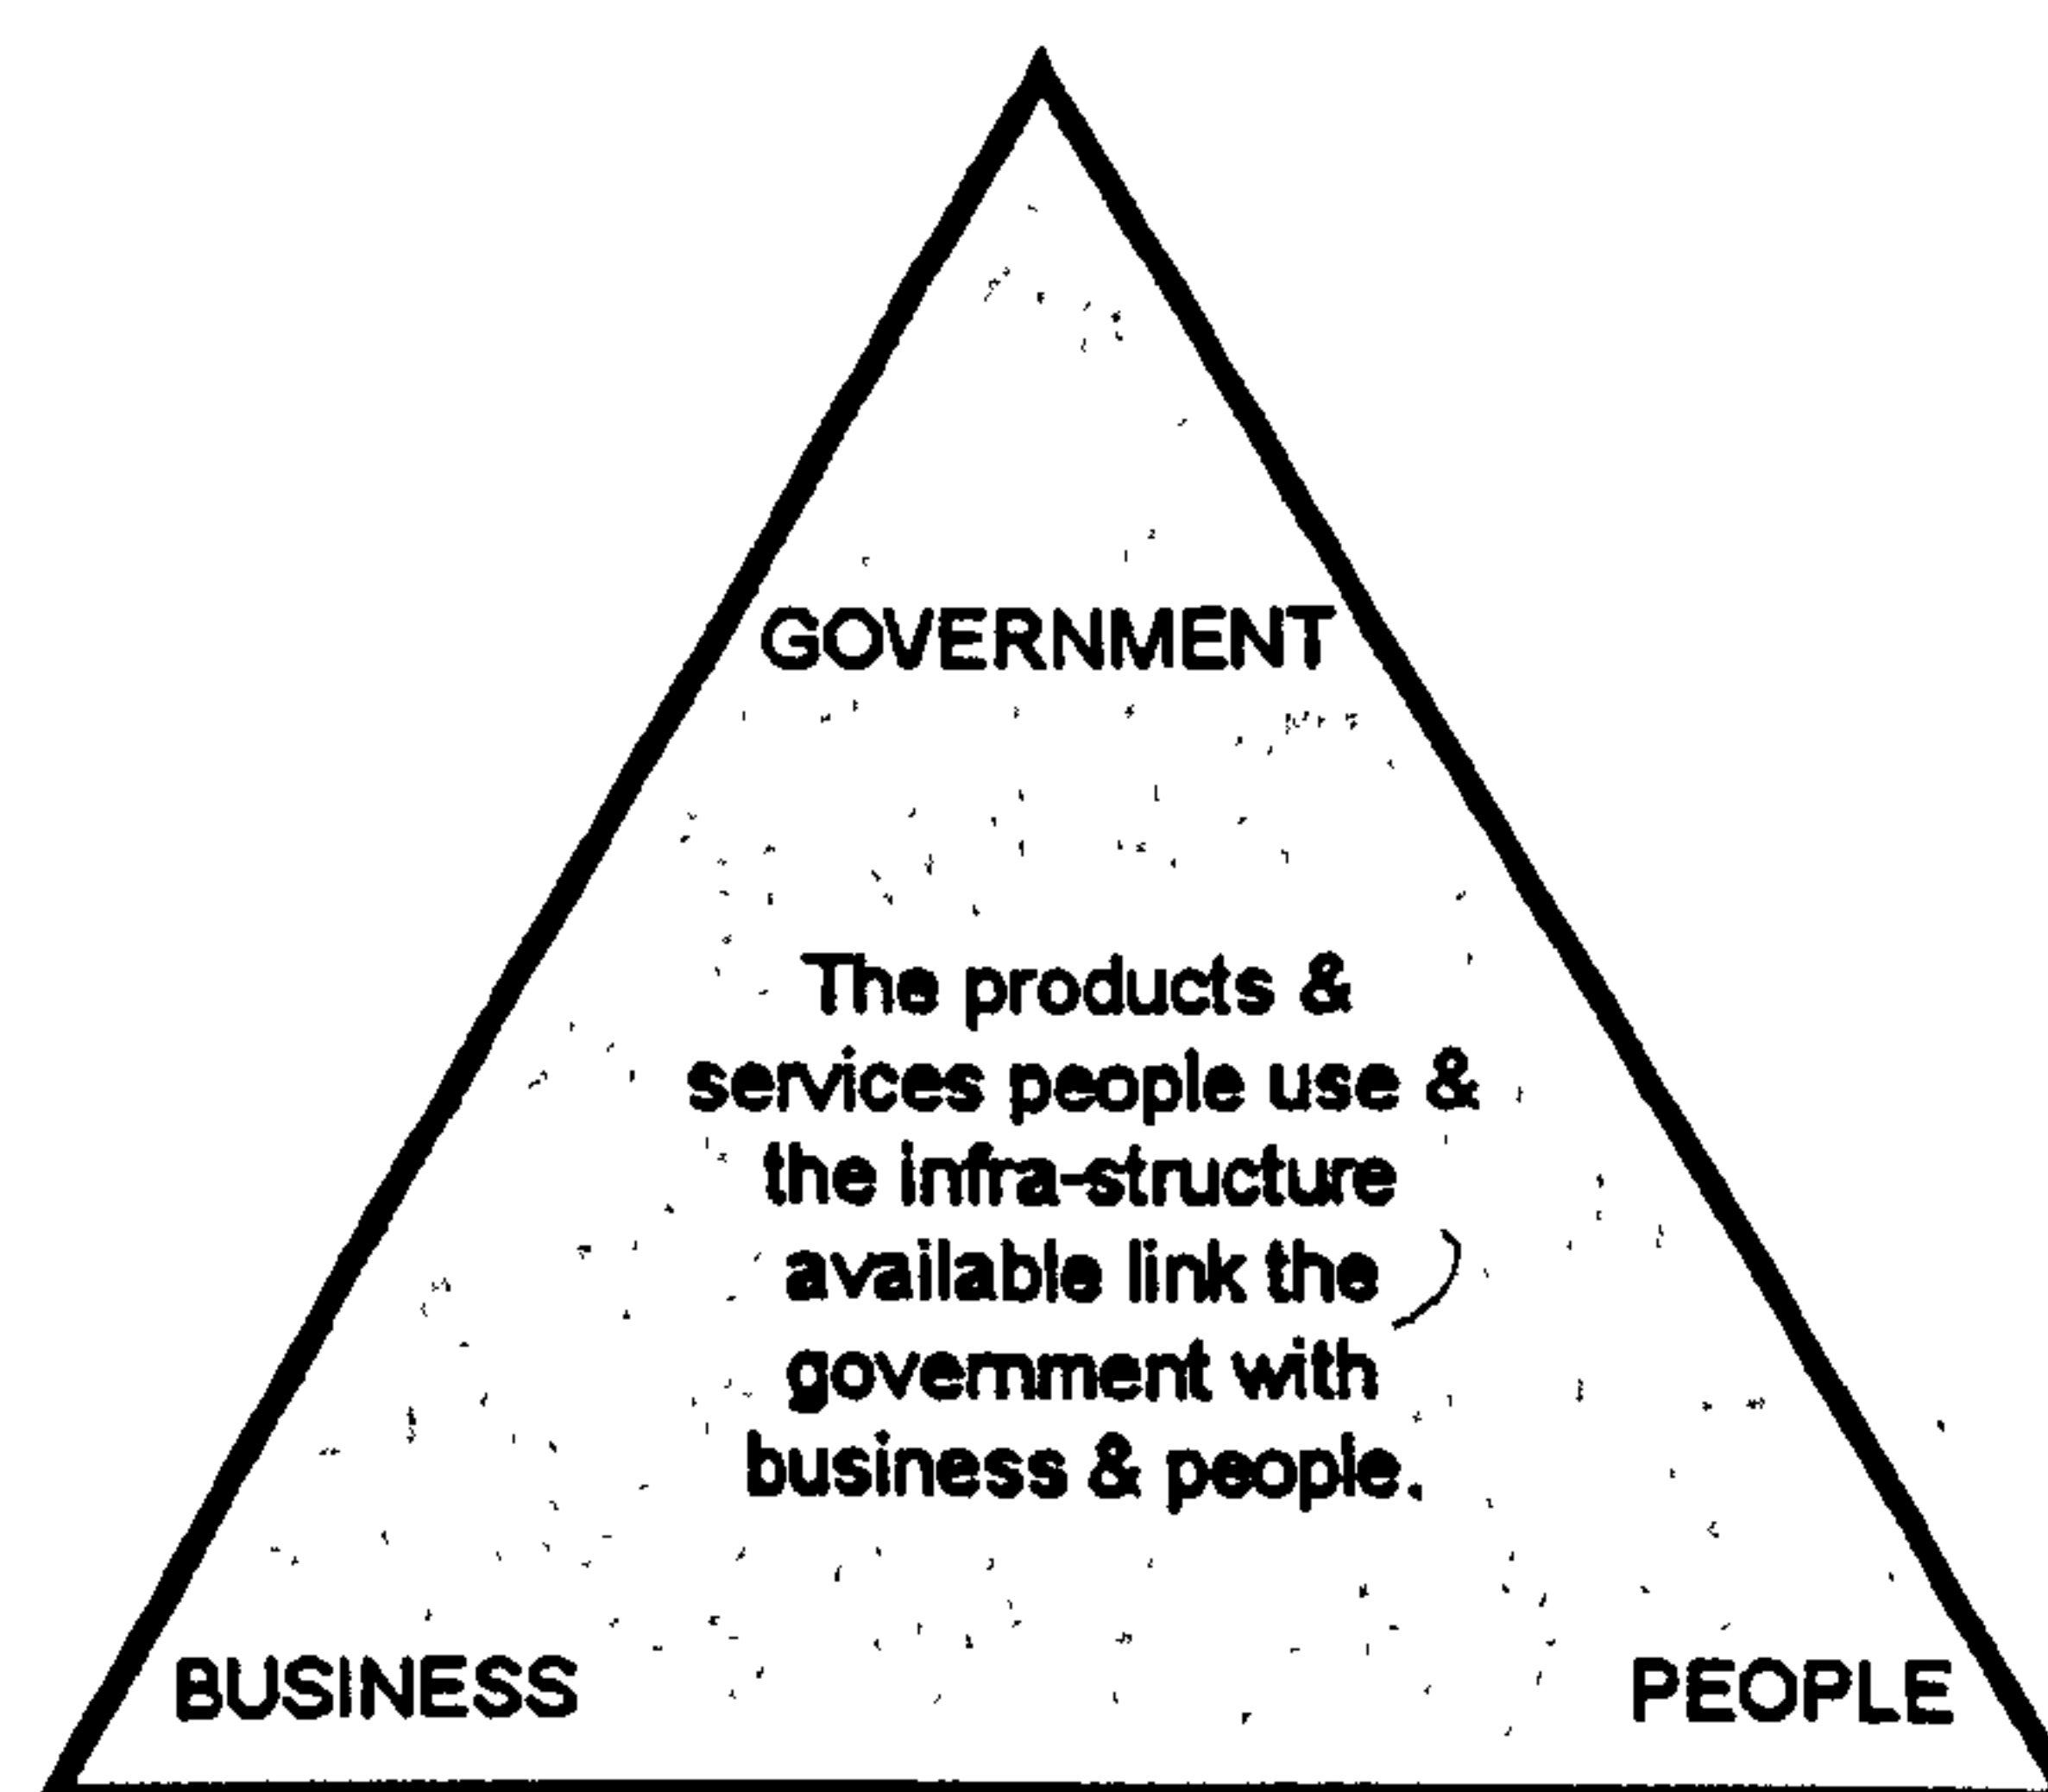 GOVERNMENT
The products &
services people use &
the infra-structure
available link the
government with
business & people.
BUSINESS
PEOPLE